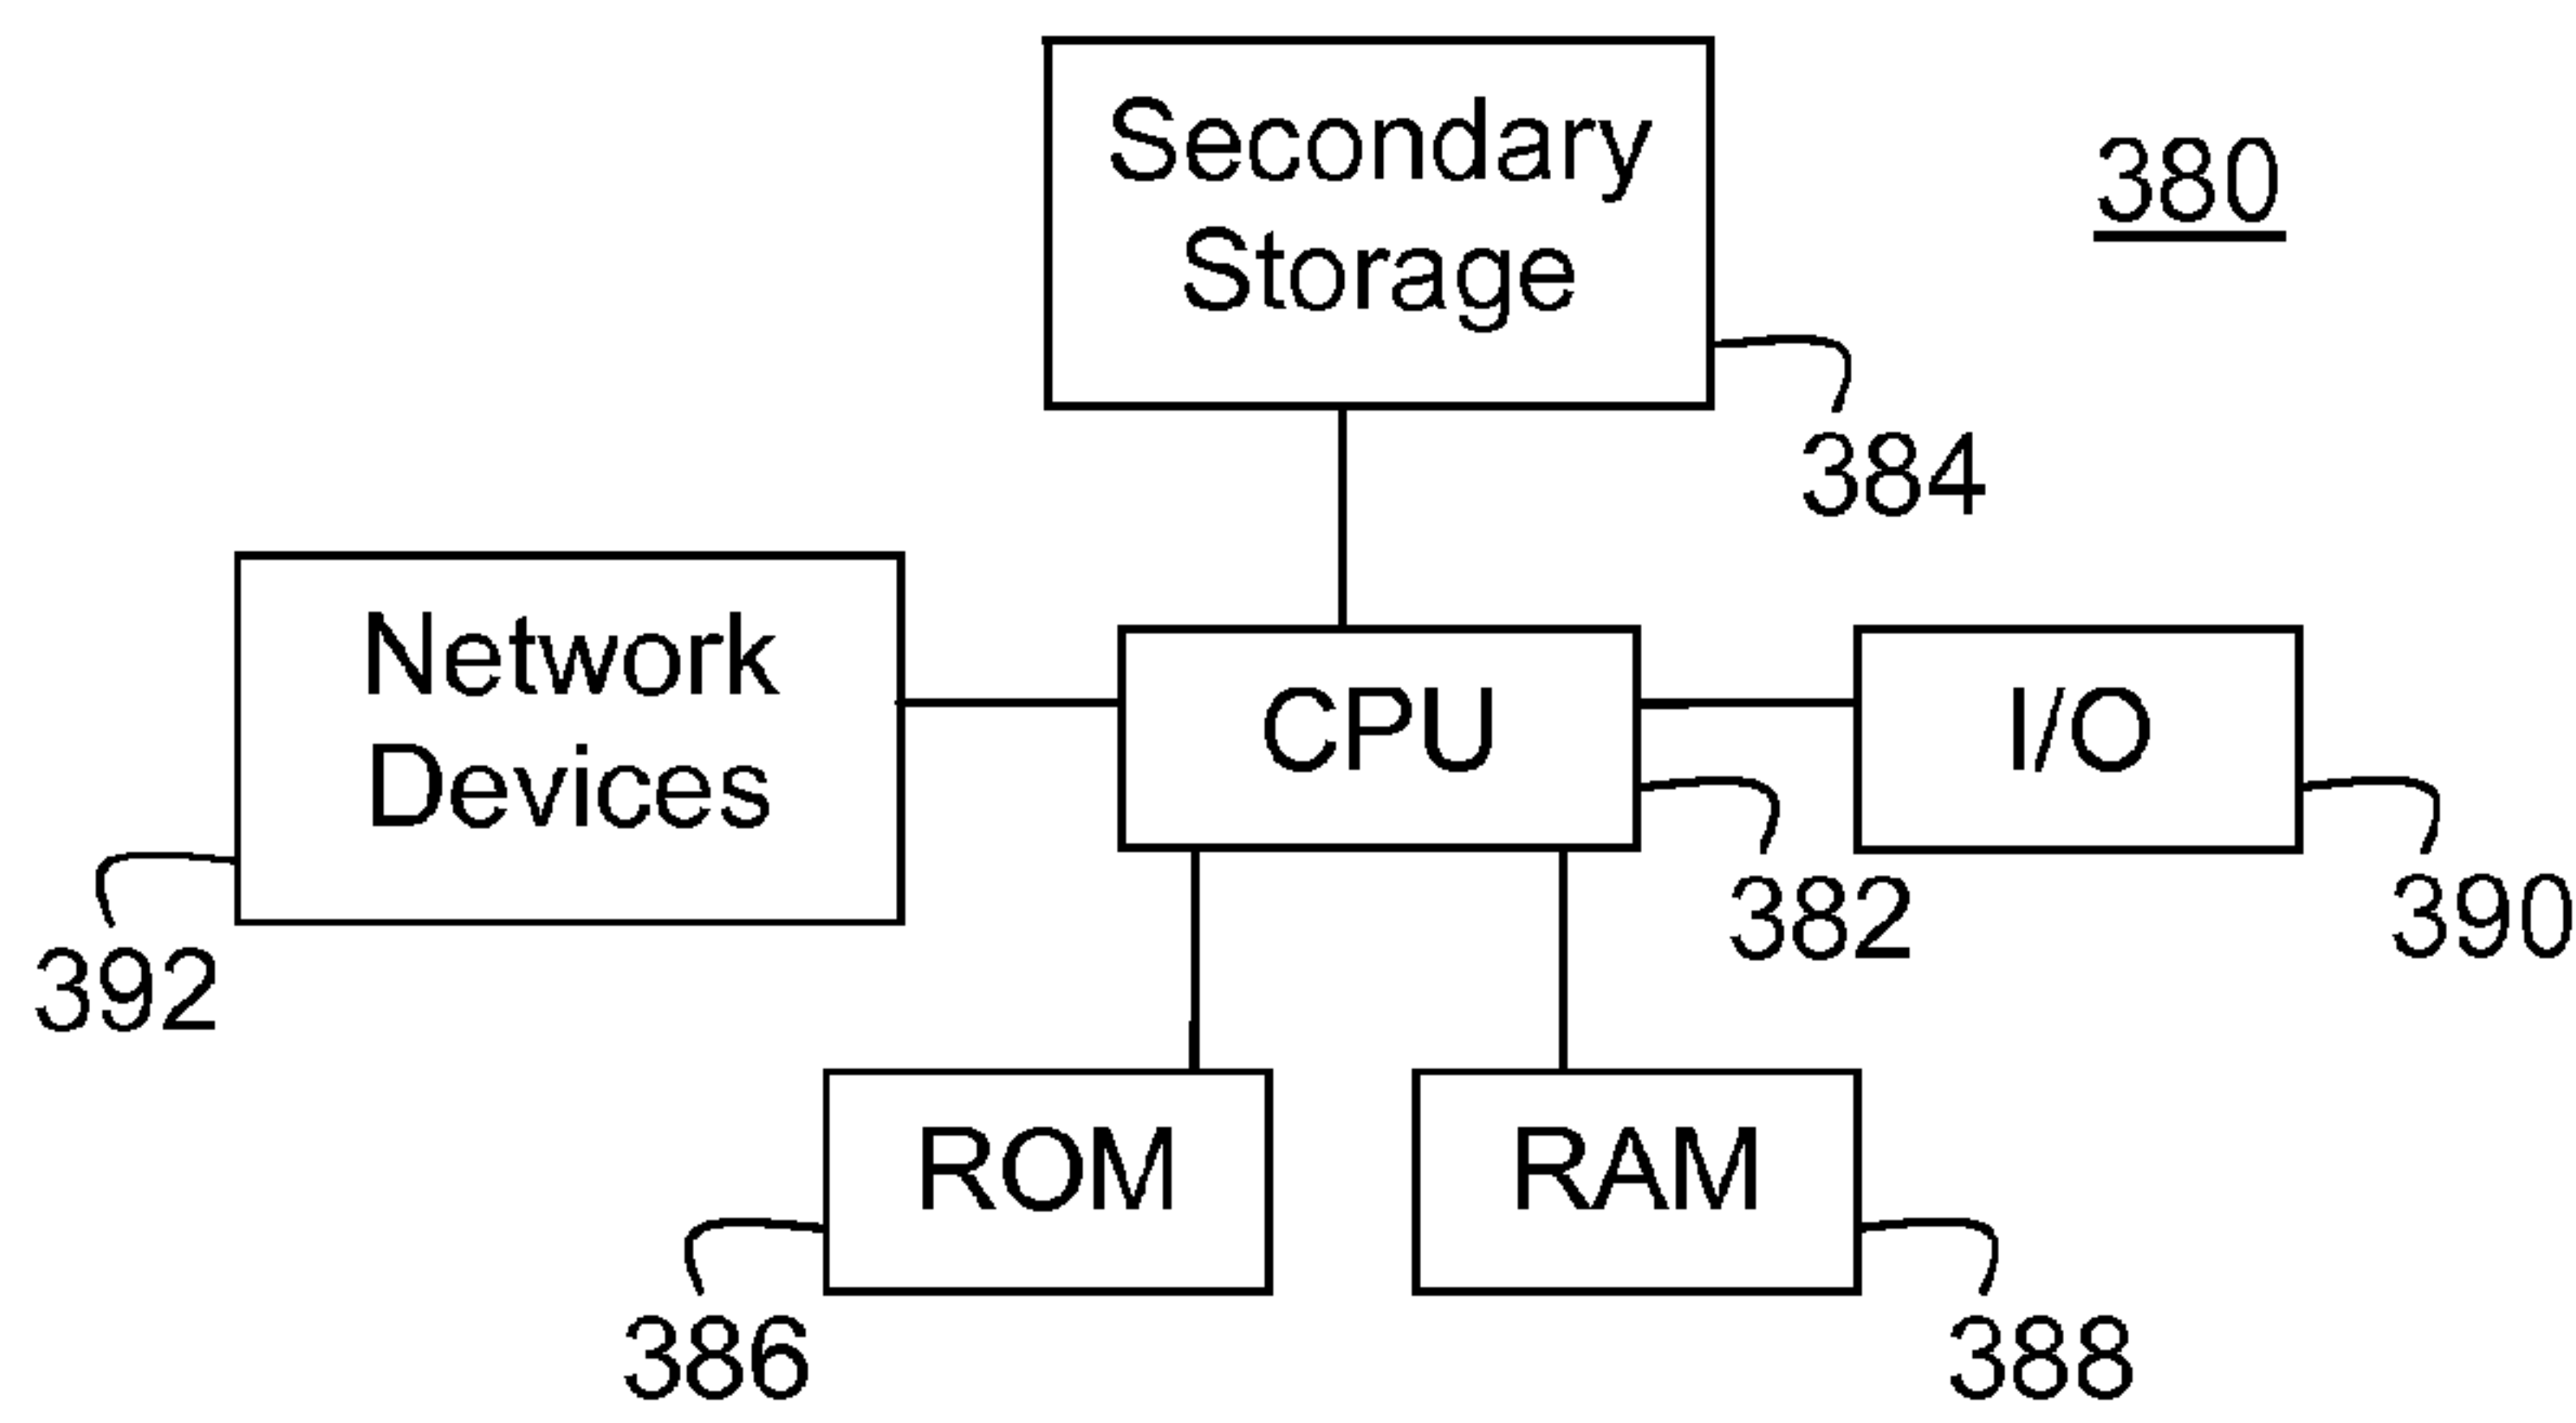 Secondary
Storage
380
384
Network
Devices
CPU
I/O
392
382
390
ROM
RAM
386
388